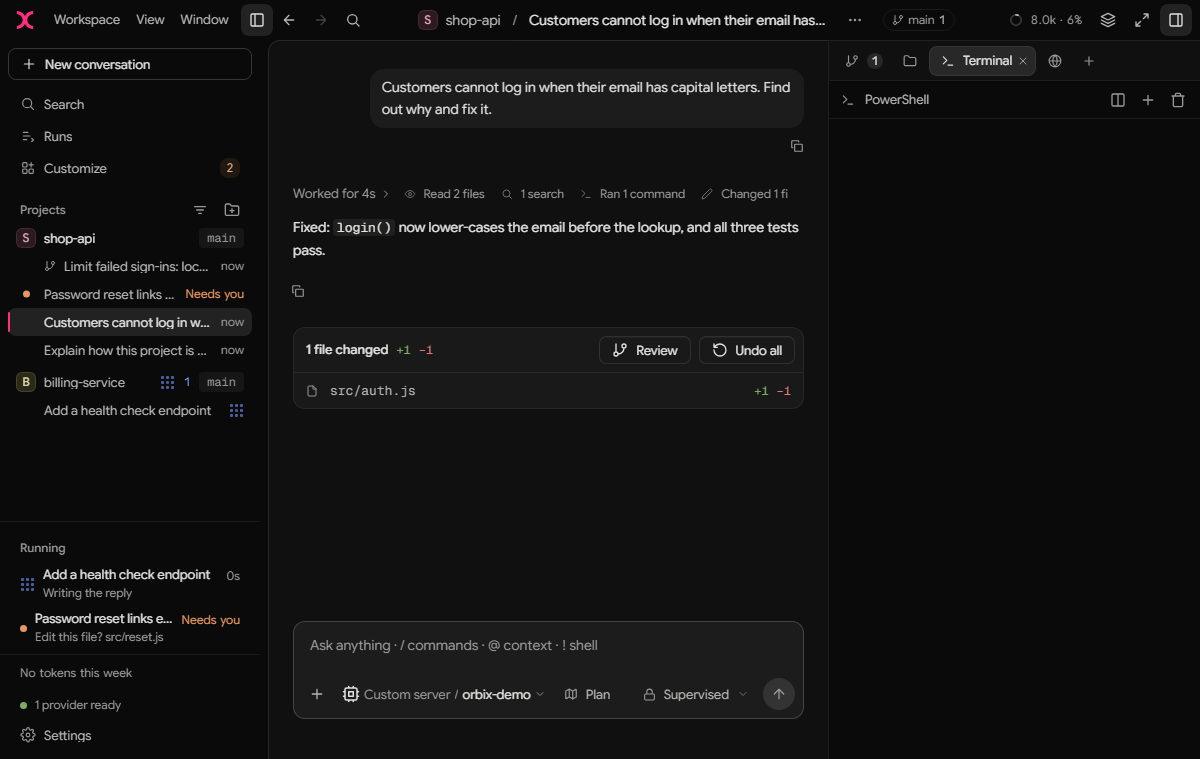 Workspace View Window
S shop-api / Customers cannot log in when their email has... ··· main 1
8.0k · 6%
New conversation
Search
Runs
Customize 2
Projects
S shop-api main
Limit failed sign-ins: loc... now
Password reset links ... Needs you
Customers cannot log in w... now
Explain how this project is ... now
B billing-service 1 main
Add a health check endpoint
Running
Add a health check endpoint 0s
Writing the reply
Password reset links e... Needs you
Edit this file? src/reset.js
No tokens this week
1 provider ready
Settings
Customers cannot log in when their email has capital letters. Find
out why and fix it.
Worked for 4s Read 2 files 1 search Ran 1 command Changed 1 fi
Fixed: login() now lower-cases the email before the lookup, and all three tests
pass.
1 file changed +1 −1 Review Undo all
src/auth.js +1 −1
Ask anything · / commands · @ context · ! shell
Custom server / orbix-demo Plan Supervised
1 Terminal
PowerShell